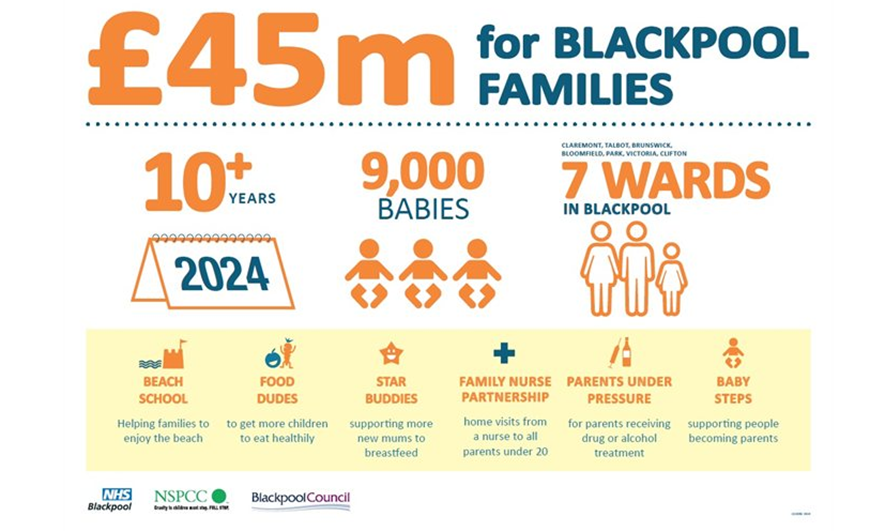 £45m
for BLACKPOOL
FAMILIES
10+
YEARS
2024
9,000
BABIES
CLAREMONT, TALBOT, BRUNSWICK,
BLOOMFIELD, PARK, VICTORIA, CLIFTON
7 WARDS
IN BLACKPOOL
BEACH
SCHOOL
Helping families to
enjoy the beach
FOOD
DUDES
to get more children
to eat healthily
STAR
BUDDIES
supporting more
new mums to
breastfeed
FAMILY NURSE
PARTNERSHIP
home visits from
a nurse to all
parents under 20
PARENTS UNDER
PRESSURE
for parents receiving
drug or alcohol
treatment
BABY
STEPS
supporting people
becoming parents
NHS
Blackpool
NSPCC
Cruelty to children must stop. FULL STOP.
BlackpoolCouncil